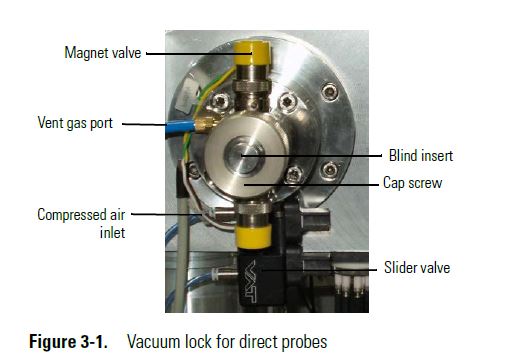 Magnet valve
Vent gas port
Blind insert
Cap screw
Compressed air
inlet
Slider valve
VAT
Figure 3-1. Vacuum lock for direct probes